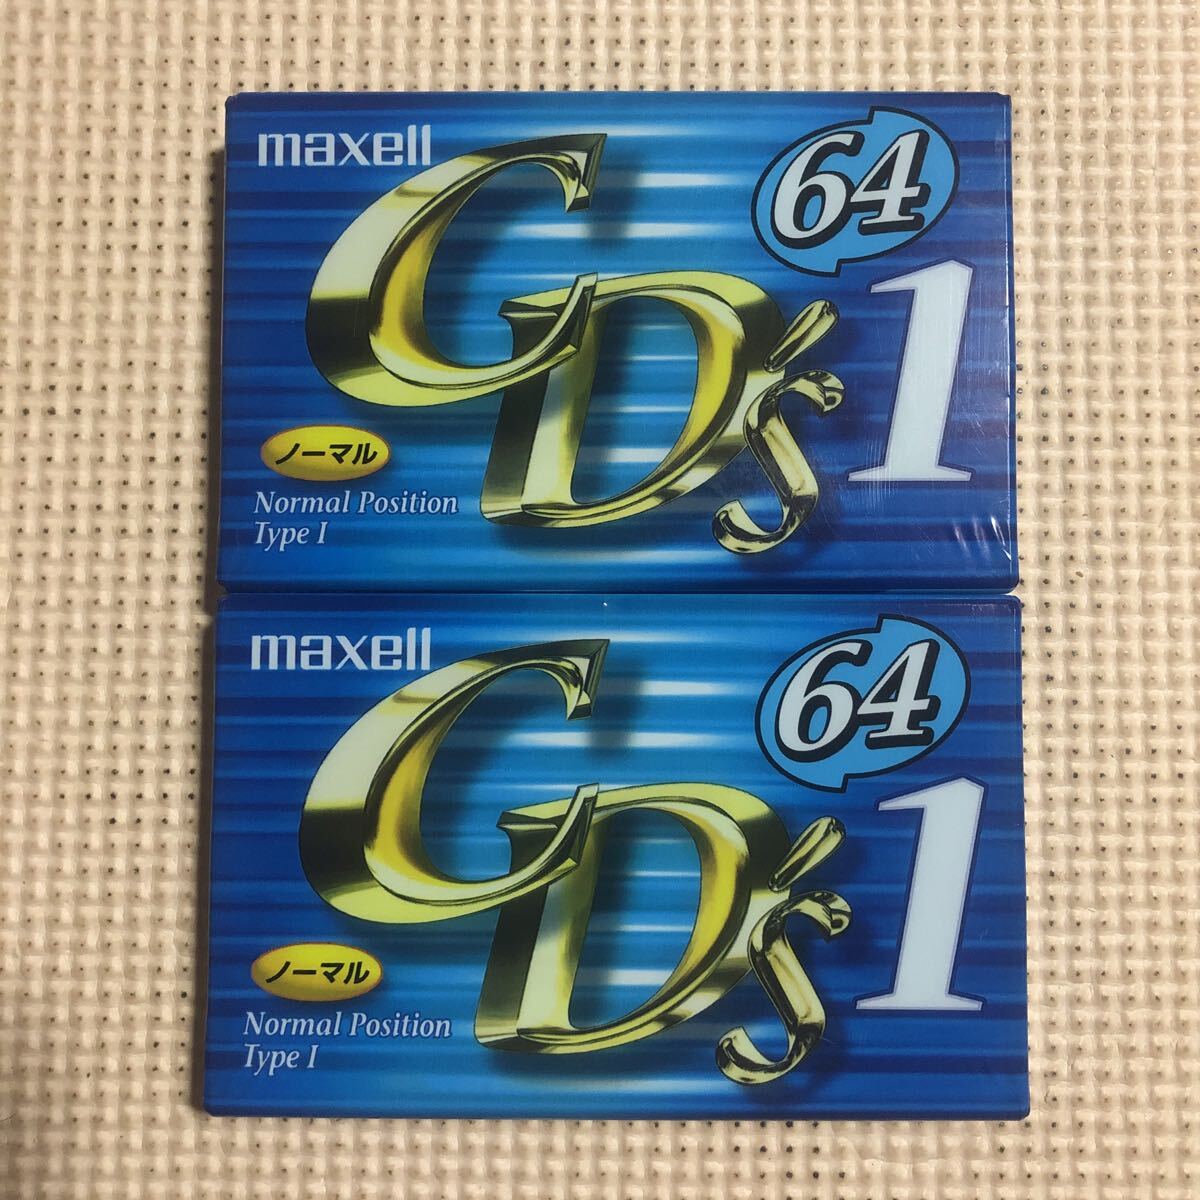 maxell
64
CD's 1
ノーマル
Normal Position
Type I
maxell
64
CD's 1
ノーマル
Normal Position
Type I